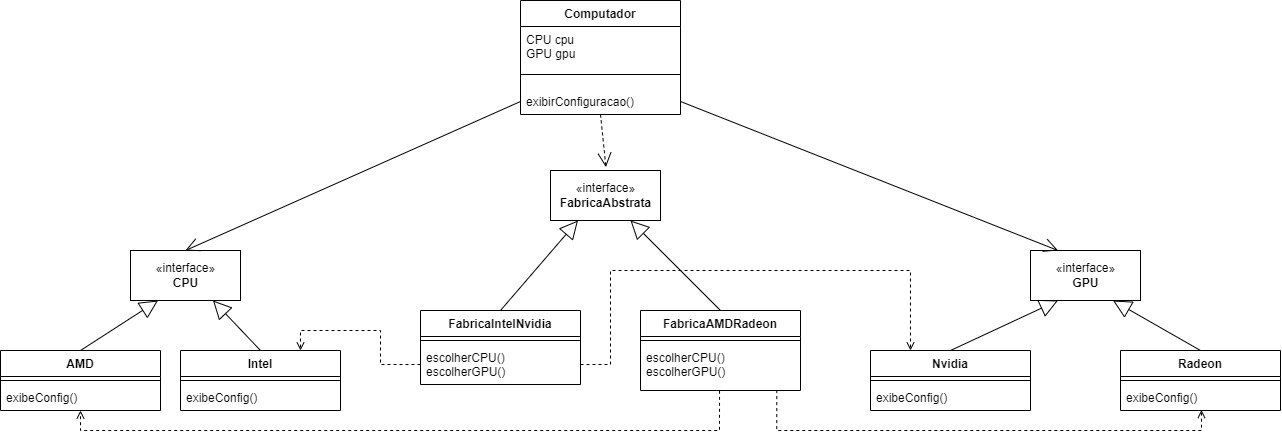 Computador
CPU cpu
GPU gpu
exibirConfiguracao()
«interface»
FabricaAbstrata
«interface»
CPU
«interface»
GPU
FabricaIntelNvidia
escolherCPU()
escolherGPU()
FabricaAMDRadeon
escolherCPU()
escolherGPU()
AMD
exibeConfig()
Intel
exibeConfig()
Nvidia
exibeConfig()
Radeon
exibeConfig()